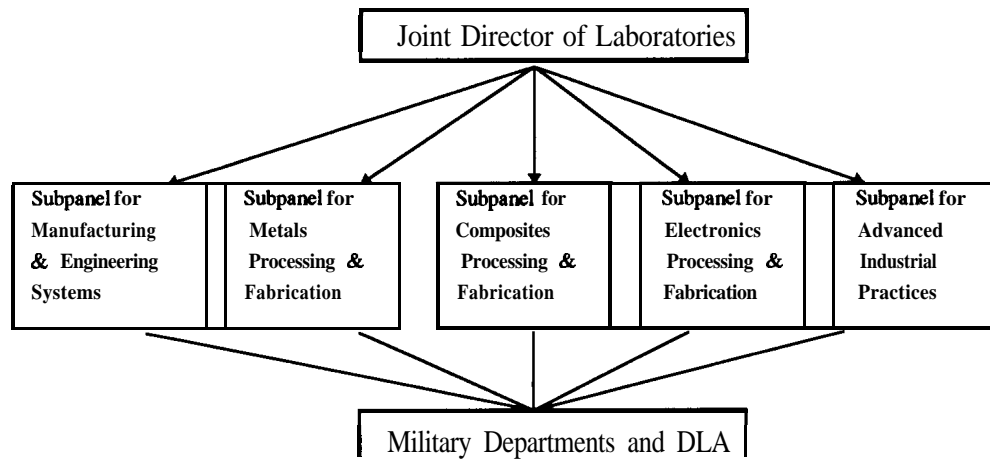 Joint Director of Laboratories
Subpanel for
Manufacturing
& Engineering
Systems
Subpanel for
Metals
Processing &
Fabrication
Subpanel for
Composites
Processing &
Fabrication
Subpanel for
Electronics
Processing &
Fabrication
Subpanel for
Advanced
Industrial
Practices
Military Departments and DLA